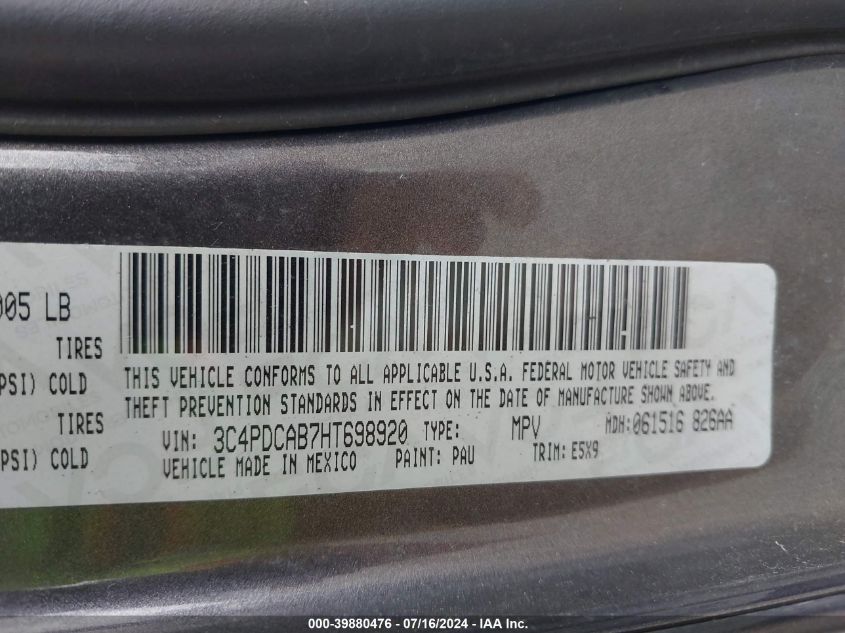 005 LB
TIRES
PSI) COLD
TIRES
PSI) COLD
THIS VEHICLE CONFORMS TO ALL APPLICABLE U.S.A. FEDERAL MOTOR VEHICLE SAFETY AND
THEFT PREVENTION STANDARDS IN EFFECT ON THE DATE OF MANUFACTURE SHOWN ABOVE.
VIN: 3C4PDCAB7HT698920 TYPE: MPV MDH:061516 826AA
VEHICLE MADE IN MEXICO PAINT: PAU TRIM: E5X9
000-39880476 - 07/16/2024 - IAA Inc.